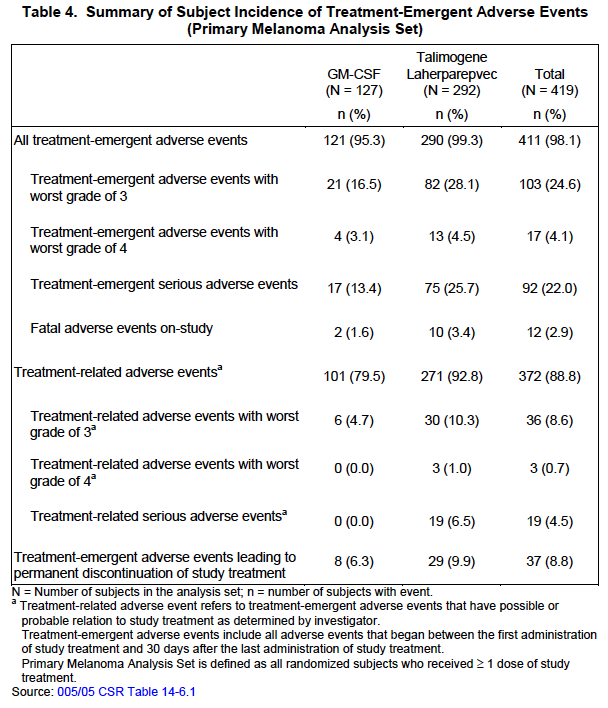 Table 4.  Summary of Subject Incidence of Treatment-Emergent Adverse Events
(Primary Melanoma Analysis Set)
GM-CSF
(N = 127)
n (%)
Talimogene
Laherparepvec
(N = 292)
n (%)
Total
(N = 419)
n (%)
All treatment-emergent adverse events 121 (95.3) 290 (99.3) 411 (98.1)
Treatment-emergent adverse events with
worst grade of 3 21 (16.5) 82 (28.1) 103 (24.6)
Treatment-emergent adverse events with
worst grade of 4 4 (3.1) 13 (4.5) 17 (4.1)
Treatment-emergent serious adverse events 17 (13.4) 75 (25.7) 92 (22.0)
Fatal adverse events on-study 2 (1.6) 10 (3.4) 12 (2.9)
Treatment-related adverse eventsᵃ 101 (79.5) 271 (92.8) 372 (88.8)
Treatment-related adverse events with worst
grade of 3ᵃ 6 (4.7) 30 (10.3) 36 (8.6)
Treatment-related adverse events with worst
grade of 4ᵃ 0 (0.0) 3 (1.0) 3 (0.7)
Treatment-related serious adverse eventsᵃ 0 (0.0) 19 (6.5) 19 (4.5)
Treatment-emergent adverse events leading to
permanent discontinuation of study treatment 8 (6.3) 29 (9.9) 37 (8.8)
N = Number of subjects in the analysis set; n = number of subjects with event.
ᵃ Treatment-related adverse event refers to treatment-emergent adverse events that have possible or
probable relation to study treatment as determined by investigator.
Treatment-emergent adverse events include all adverse events that began between the first administration
of study treatment and 30 days after the last administration of study treatment.
Primary Melanoma Analysis Set is defined as all randomized subjects who received ≥ 1 dose of study
treatment.
Source: 005/05 CSR Table 14-6.1